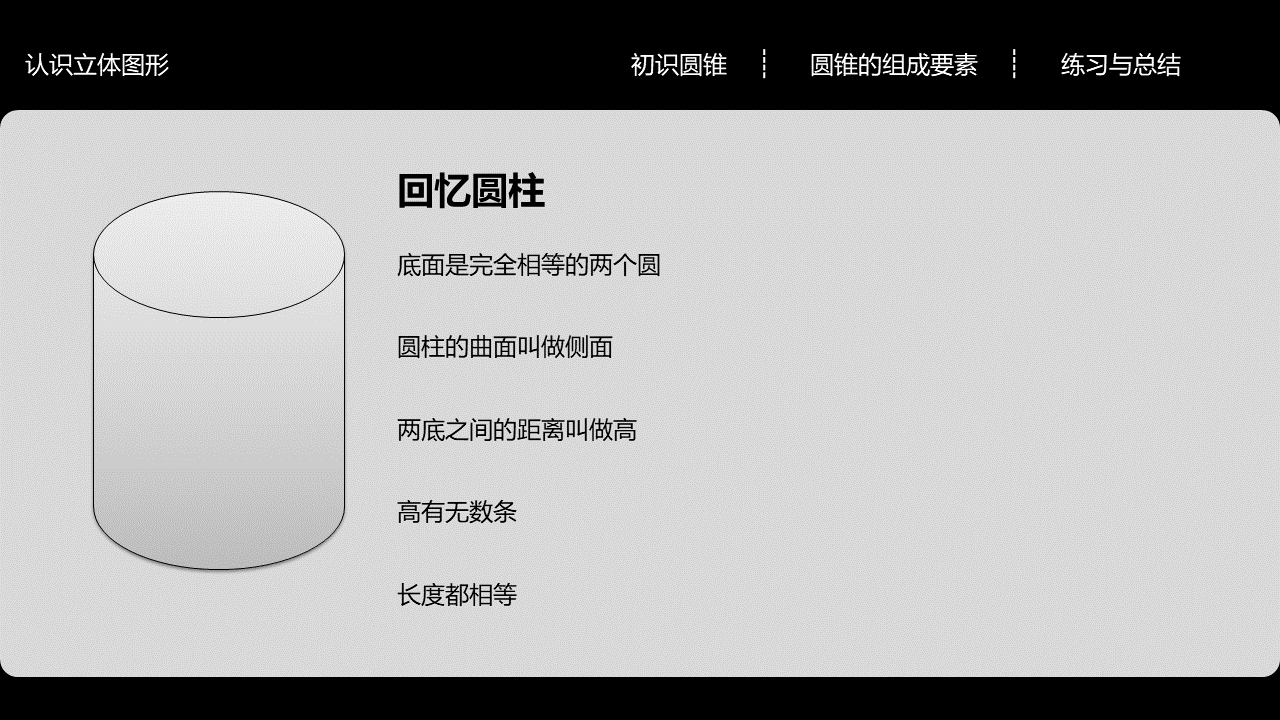 认识立体图形
初识圆锥
圆锥的组成要素
练习与总结
回忆圆柱
底面是完全相等的两个圆
圆柱的曲面叫做侧面
两底之间的距离叫做高
高有无数条
长度都相等